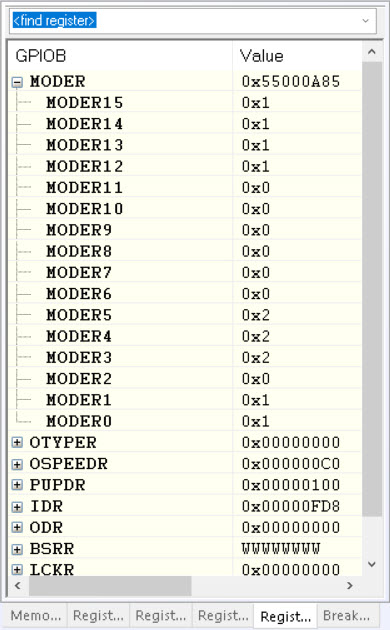 <find register>
GPIOB Value
MODER 0x55000A85
MODER15 0x1
MODER14 0x1
MODER13 0x1
MODER12 0x1
MODER11 0x0
MODER10 0x0
MODER9 0x0
MODER8 0x0
MODER7 0x0
MODER6 0x0
MODER5 0x2
MODER4 0x2
MODER3 0x2
MODER2 0x0
MODER1 0x1
MODER0 0x1
OTYPER 0x00000000
OSPEEDR 0x000000C0
PUPDR 0x00000100
IDR 0x00000FD8
ODR 0x00000000
BSRR WWWWWWWW
LCKR 0x00000000
Memo... Regist... Regist... Regist... Regist... Break...